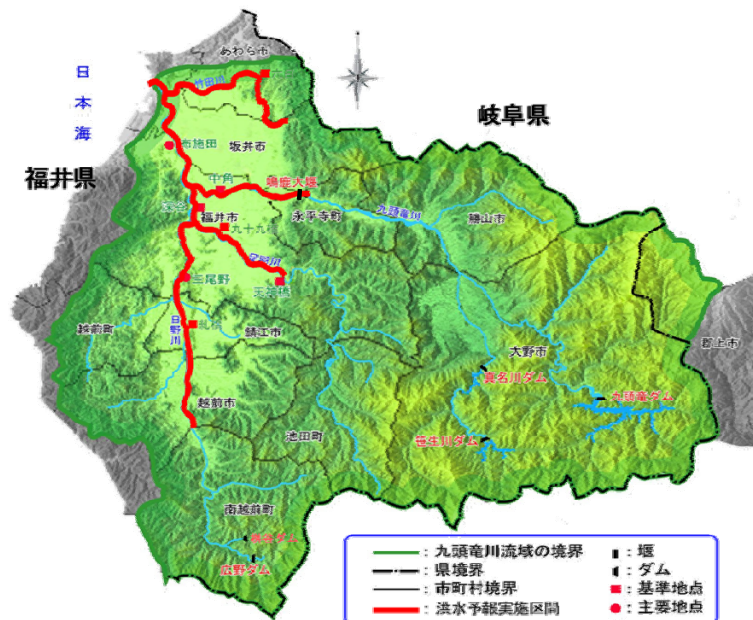 あわら市
日本海
竹田川
岐阜県
布施田
坂井市
福井県
中角
鳴鹿大堰
福井市
永平寺町
九頭竜川
勝山市
九十九橋
足羽川
三尾野
天神橋
越前町
日野川
鯖江市
大野市
郡上市
真名川ダム
九頭竜ダム
越前市
池田町
笹生川ダム
南越前町
広野ダム
：九頭竜川流域の境界
：堰
：県境界
：ダム
：市町村境界
：基準地点
：洪水予報実施区間
：主要地点